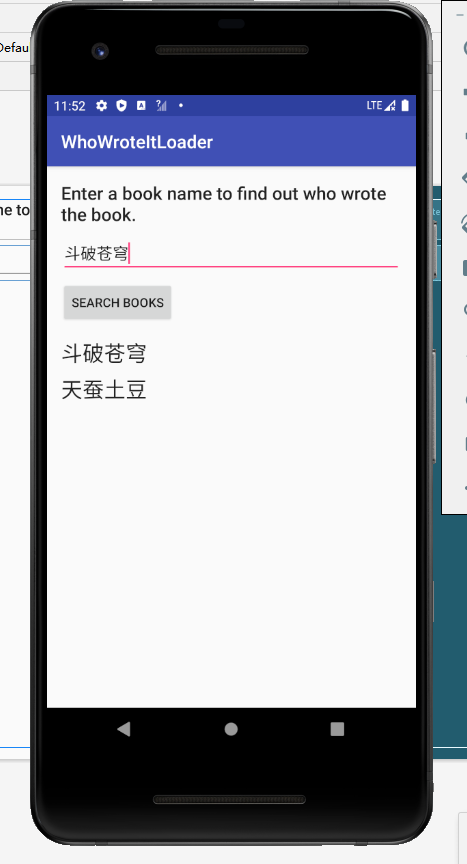 Defau
11:52
LTE
WhoWroteItLoader
Enter a book name to find out who wrote
the book.
me to
斗破苍穹
SEARCH BOOKS
斗破苍穹
天蚕土豆